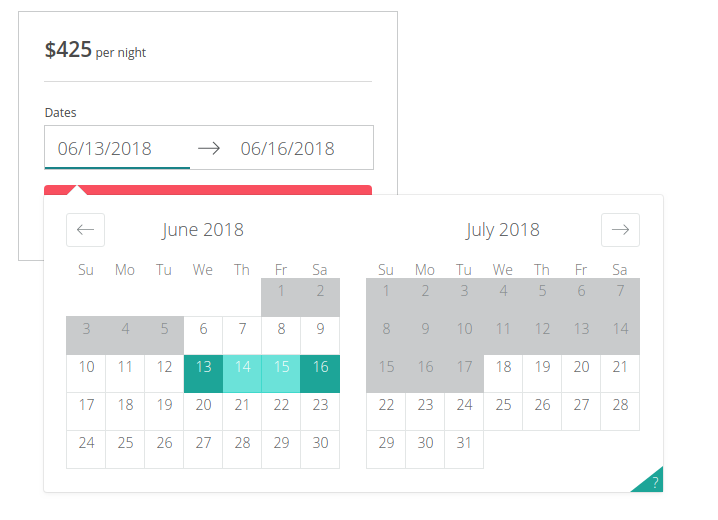 $425 per night
Dates
06/13/2018 → 06/16/2018
← June 2018
Su Mo Tu We Th Fr Sa
1 2
3 4 5 6 7 8 9
10 11 12 13 14 15 16
17 18 19 20 21 22 23
24 25 26 27 28 29 30
July 2018 →
Su Mo Tu We Th Fr Sa
1 2 3 4 5 6 7
8 9 10 11 12 13 14
15 16 17 18 19 20 21
22 23 24 25 26 27 28
29 30 31
?